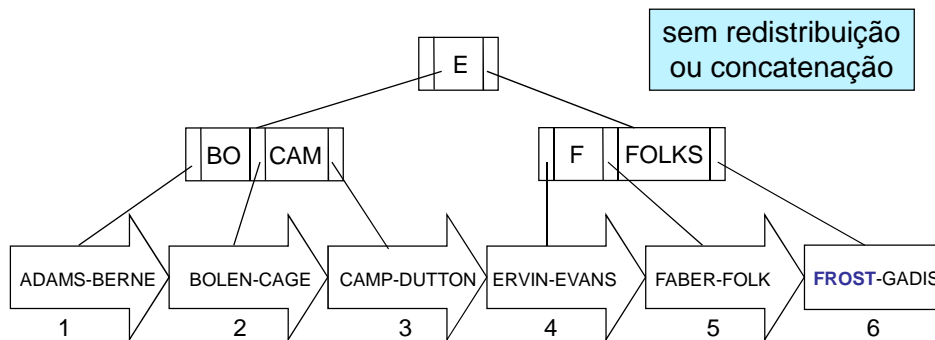 sem redistribuição
ou concatenação
E
BO CAM
F FOLKS
ADAMS-BERNE BOLEN-CAGE CAMP-DUTTON ERVIN-EVANS FABER-FOLK FROST-GADIS
1 2 3 4 5 6